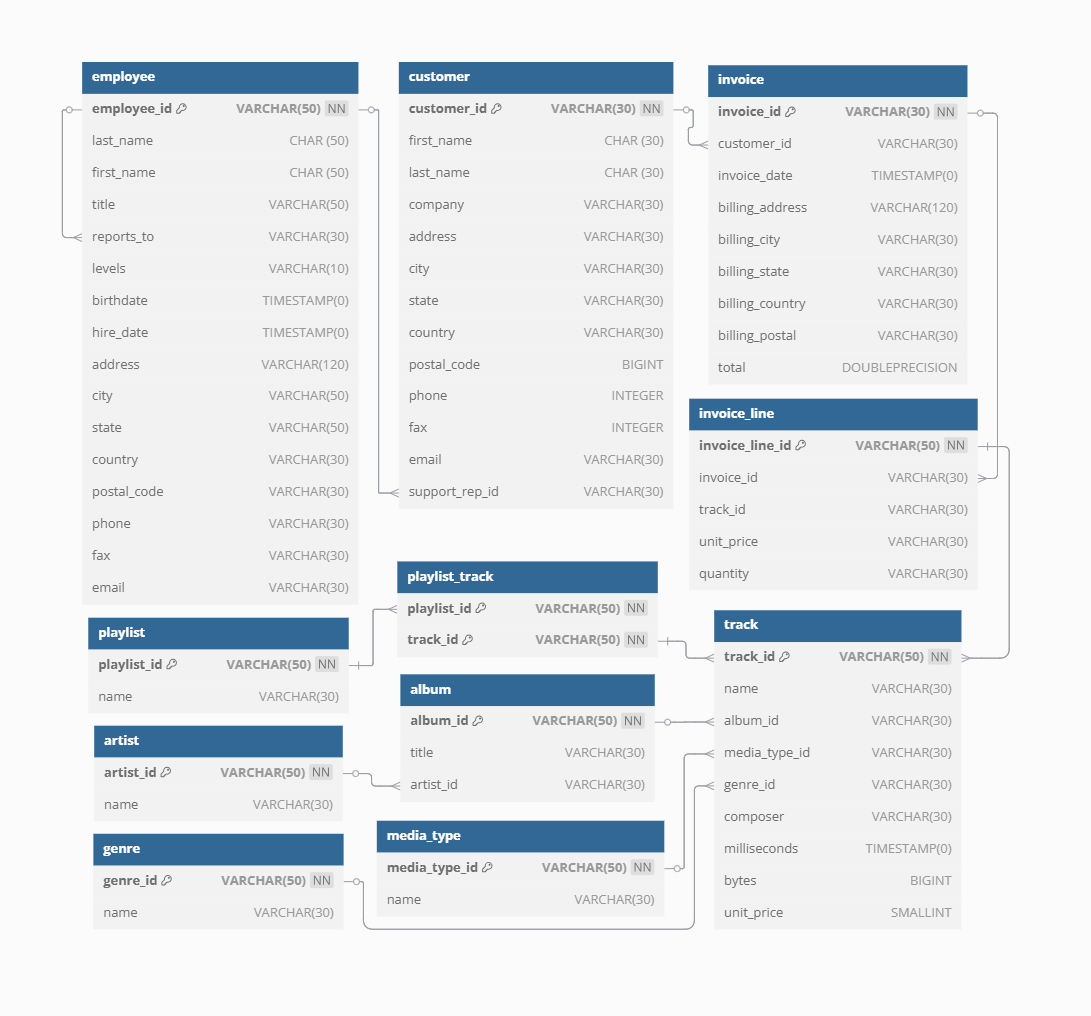 employee
employee_id VARCHAR(50) NN
last_name CHAR (50)
first_name CHAR (50)
title VARCHAR(50)
reports_to VARCHAR(30)
levels VARCHAR(10)
birthdate TIMESTAMP(0)
hire_date TIMESTAMP(0)
address VARCHAR(120)
city VARCHAR(50)
state VARCHAR(50)
country VARCHAR(30)
postal_code VARCHAR(30)
phone VARCHAR(30)
fax VARCHAR(30)
email VARCHAR(30)
customer
customer_id VARCHAR(30) NN
first_name CHAR (30)
last_name CHAR (30)
company VARCHAR(30)
address VARCHAR(30)
city VARCHAR(30)
state VARCHAR(30)
country VARCHAR(30)
postal_code BIGINT
phone INTEGER
fax INTEGER
email VARCHAR(30)
support_rep_id VARCHAR(30)
invoice
invoice_id VARCHAR(30) NN
customer_id VARCHAR(30)
invoice_date TIMESTAMP(0)
billing_address VARCHAR(120)
billing_city VARCHAR(30)
billing_state VARCHAR(30)
billing_country VARCHAR(30)
billing_postal VARCHAR(30)
total DOUBLEPRECISION
invoice_line
invoice_line_id VARCHAR(50) NN
invoice_id VARCHAR(30)
track_id VARCHAR(30)
unit_price VARCHAR(30)
quantity VARCHAR(30)
playlist_track
playlist_id VARCHAR(50) NN
track_id VARCHAR(50) NN
playlist
playlist_id VARCHAR(50) NN
name VARCHAR(30)
track
track_id VARCHAR(50) NN
name VARCHAR(30)
album_id VARCHAR(30)
media_type_id VARCHAR(30)
genre_id VARCHAR(30)
composer VARCHAR(30)
milliseconds TIMESTAMP(0)
bytes BIGINT
unit_price SMALLINT
album
album_id VARCHAR(50) NN
title VARCHAR(30)
artist_id VARCHAR(30)
artist
artist_id VARCHAR(50) NN
name VARCHAR(30)
media_type
media_type_id VARCHAR(50) NN
name VARCHAR(30)
genre
genre_id VARCHAR(50) NN
name VARCHAR(30)